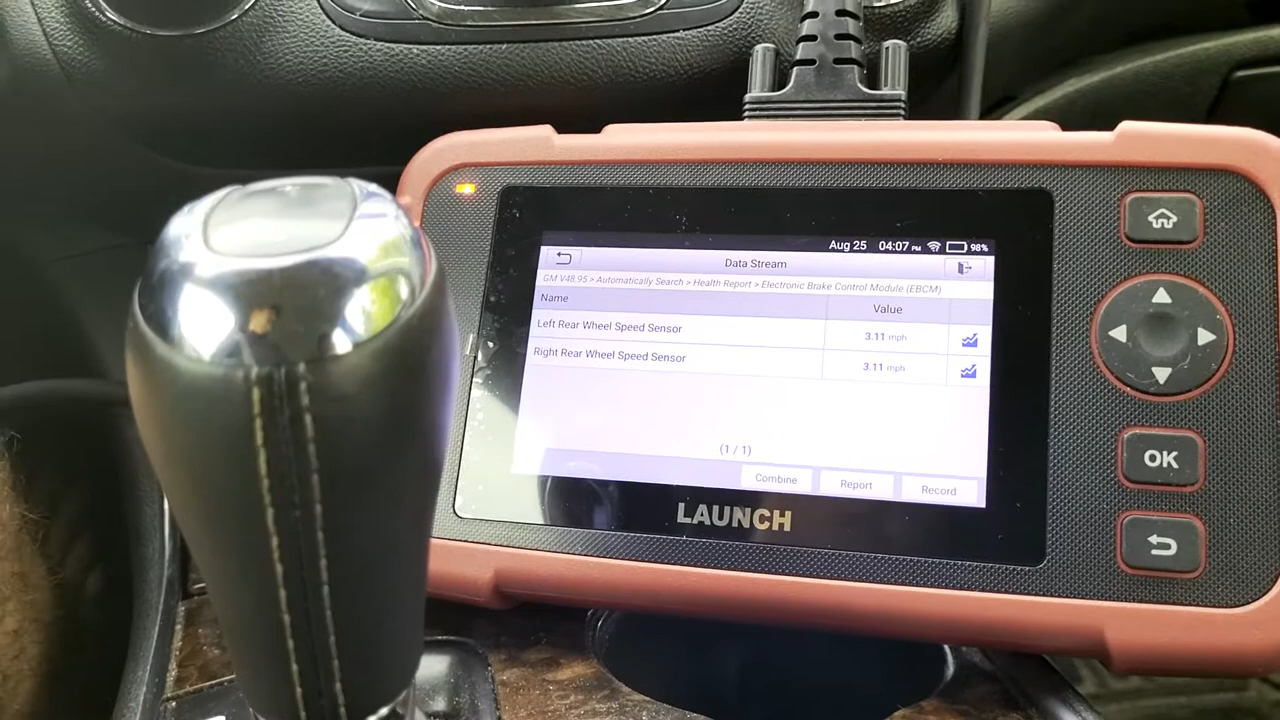 Aug 25 04:07 PM 98%
Data Stream
GM V48.95 > Automatically Search > Health Report > Electronic Brake Control Module (EBCM)
Name Value
Left Rear Wheel Speed Sensor 3.11 mph
Right Rear Wheel Speed Sensor 3.11 mph
(1 / 1)
Combine Report Record
LAUNCH
OK